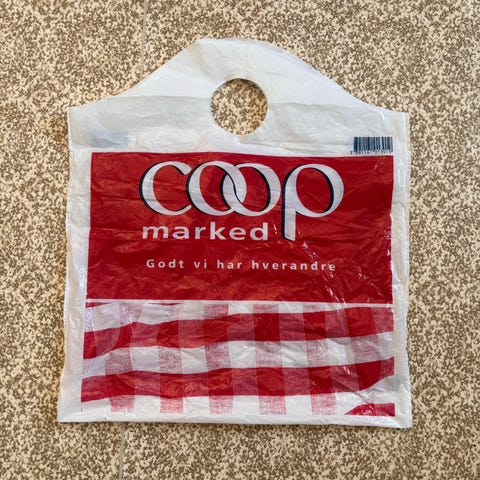 coop
marked
Godt vi har hverandre